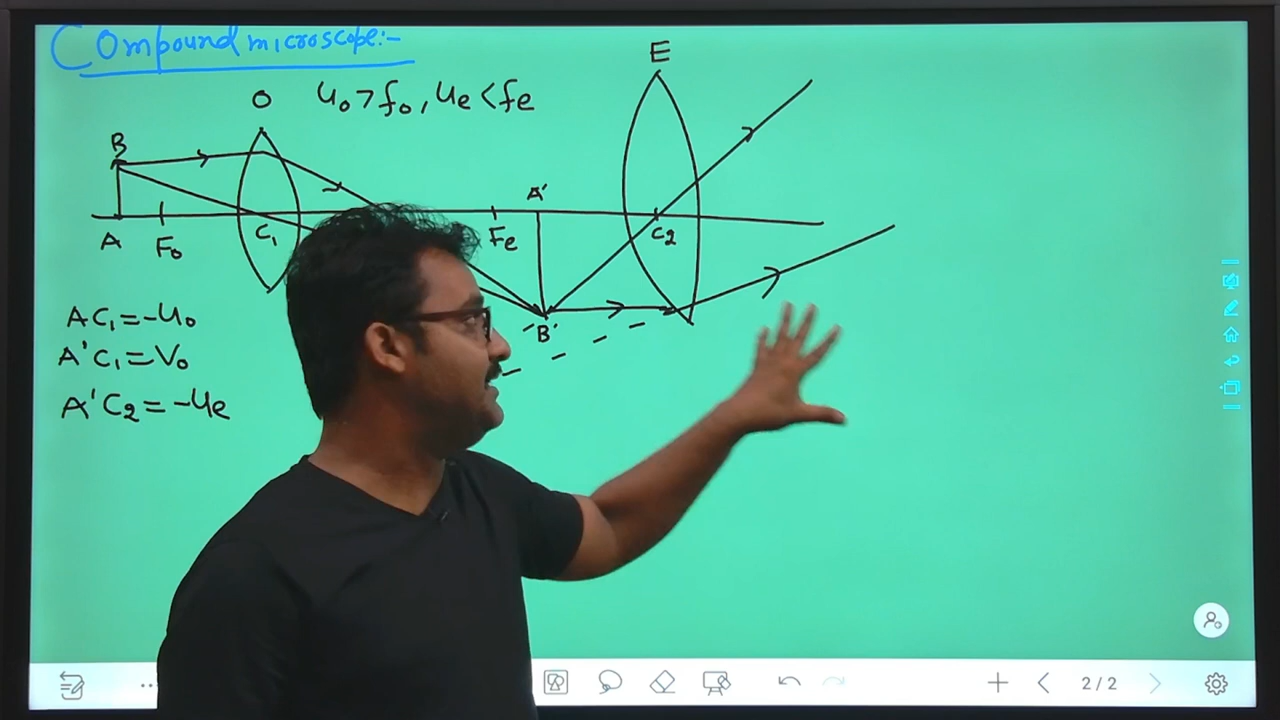 Compound microscope:-
E
O
u₀>f₀, ue<fe
B
A'
A
F₀
C₁
Fe
C₂
AC₁=-u₀
B'
A'C₁=V₀
A'C₂=-ue
2/2